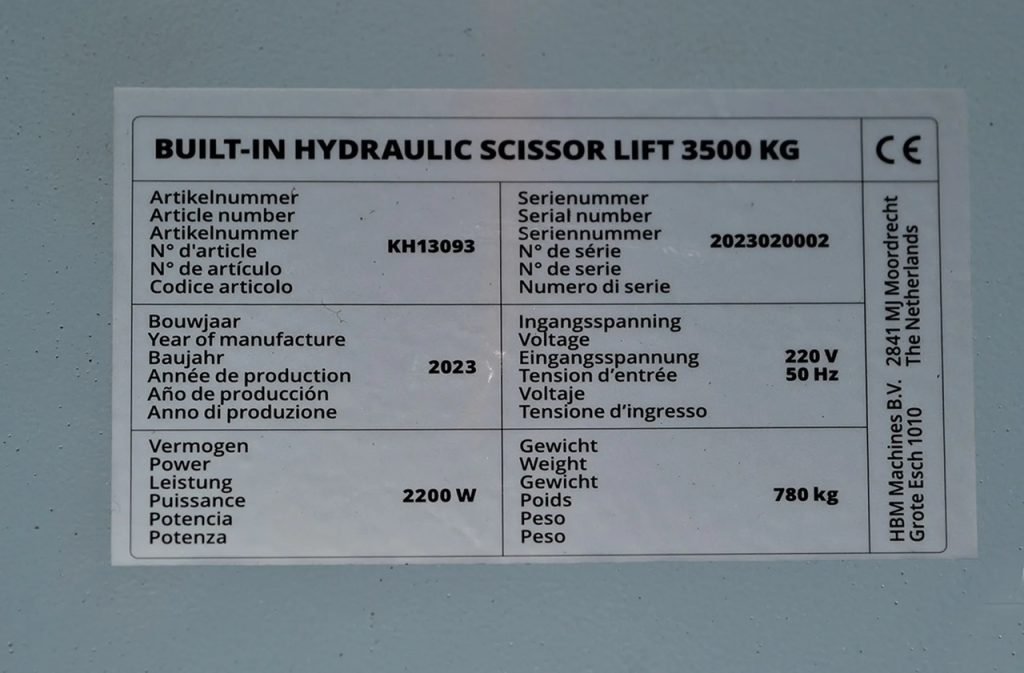 BUILT-IN HYDRAULIC SCISSOR LIFT 3500 KG
CE
Artikelnummer
Article number
Artikelnummer
N° d'article
N° de artículo
Codice articolo
KH13093
Serienummer
Serial number
Seriennummer
N° de série
N° de serie
Numero di serie
2023020002
Bouwjaar
Year of manufacture
Baujahr
Année de production
Año de producción
Anno di produzione
2023
Ingangsspanning
Voltage
Eingangsspannung
Tension d’entrée
Voltaje
Tensione d’ingresso
220 V
50 Hz
Vermogen
Power
Leistung
Puissance
Potencia
Potenza
2200 W
Gewicht
Weight
Gewicht
Poids
Peso
Peso
780 kg
HBM Machines B.V. 2841 MJ Moordrecht
Grote Esch 1010 The Netherlands